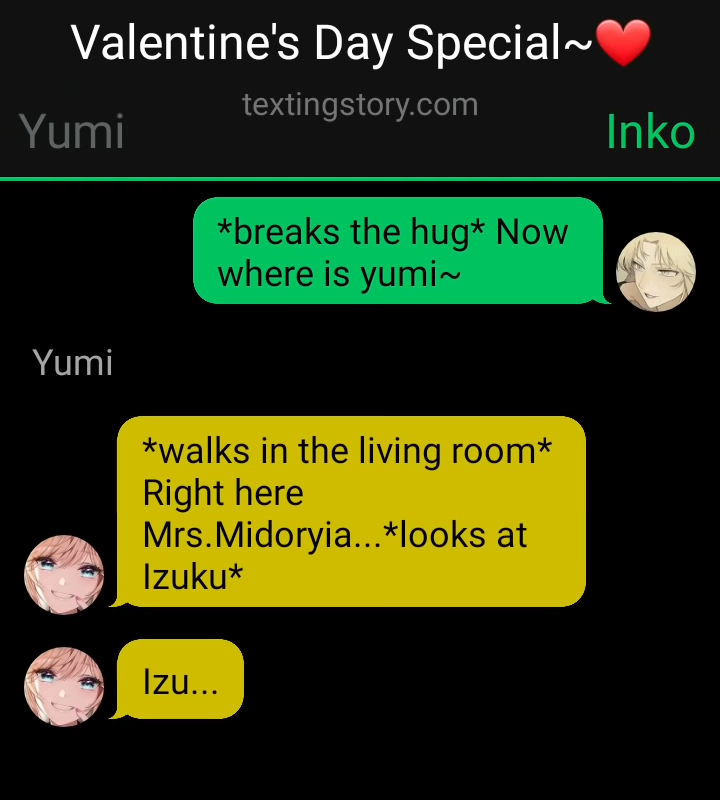 Valentine's Day Special~❤️
textingstory.com
Yumi
Inko
*breaks the hug* Now
where is yumi~
Yumi
*walks in the living room*
Right here
Mrs.Midoryia...*looks at
Izuku*
Izu...